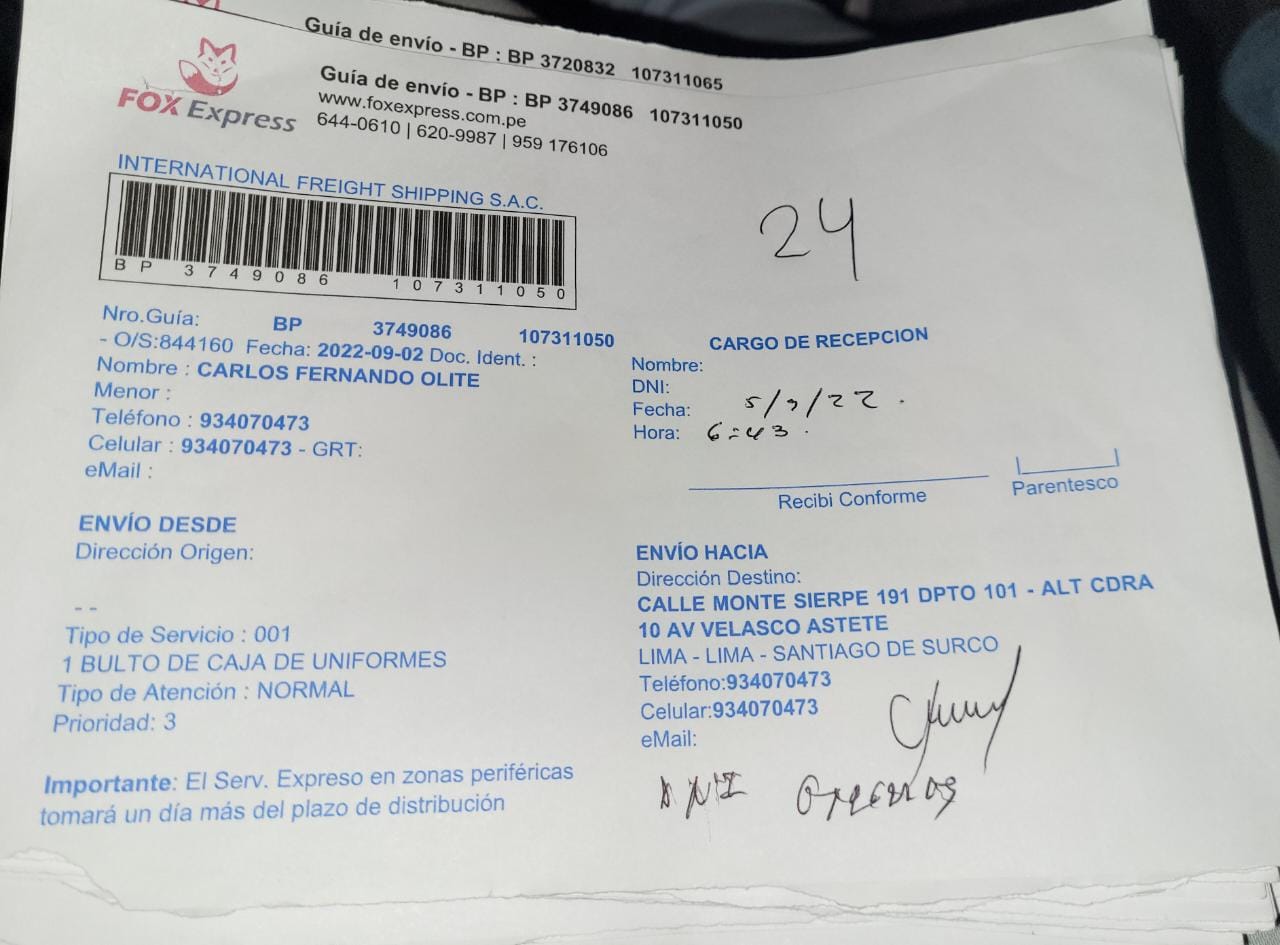 Guía de envío - BP : BP 3720832 107311065
FOX Express
Guía de envío - BP : BP 3749086 107311050
www.foxexpress.com.pe
644-0610 | 620-9987 | 959 176106
INTERNATIONAL FREIGHT SHIPPING S.A.C.
BP 3749086 107311050
24
Nro.Guía: BP 3749086 107311050
- O/S:844160 Fecha: 2022-09-02 Doc. Ident. :
Nombre : CARLOS FERNANDO OLITE
Menor :
Teléfono : 934070473
Celular : 934070473 - GRT:
eMail :
CARGO DE RECEPCION
Nombre:
DNI:
Fecha: 5/9/22.
Hora: 6:43.
Recibi Conforme
Parentesco
ENVÍO DESDE
Dirección Origen:
- -
Tipo de Servicio : 001
1 BULTO DE CAJA DE UNIFORMES
Tipo de Atención : NORMAL
Prioridad: 3
ENVÍO HACIA
Dirección Destino:
CALLE MONTE SIERPE 191 DPTO 101 - ALT CDRA
10 AV VELASCO ASTETE
LIMA - LIMA - SANTIAGO DE SURCO
Teléfono:934070473
Celular:934070473
eMail:
DNI
Importante: El Serv. Expreso en zonas periféricas
tomará un día más del plazo de distribución